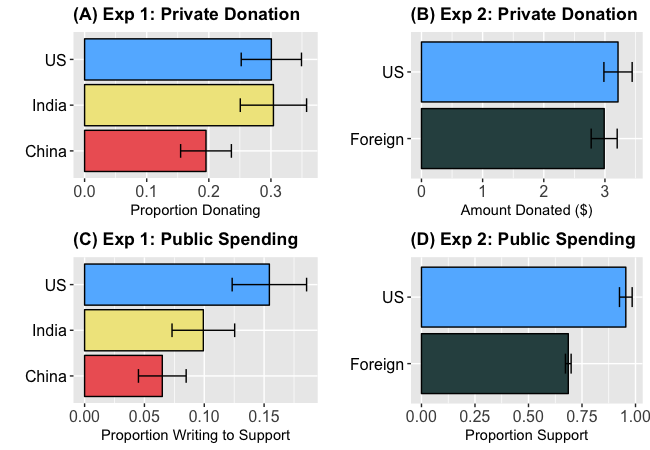 (A) Exp 1: Private Donation
US
India
China
0.0 0.1 0.2 0.3
Proportion Donating
(B) Exp 2: Private Donation
US
Foreign
0 1 2 3
Amount Donated ($)
(C) Exp 1: Public Spending
US
India
China
0.00 0.05 0.10 0.15
Proportion Writing to Support
(D) Exp 2: Public Spending
US
Foreign
0.00 0.25 0.50 0.75 1.00
Proportion Support